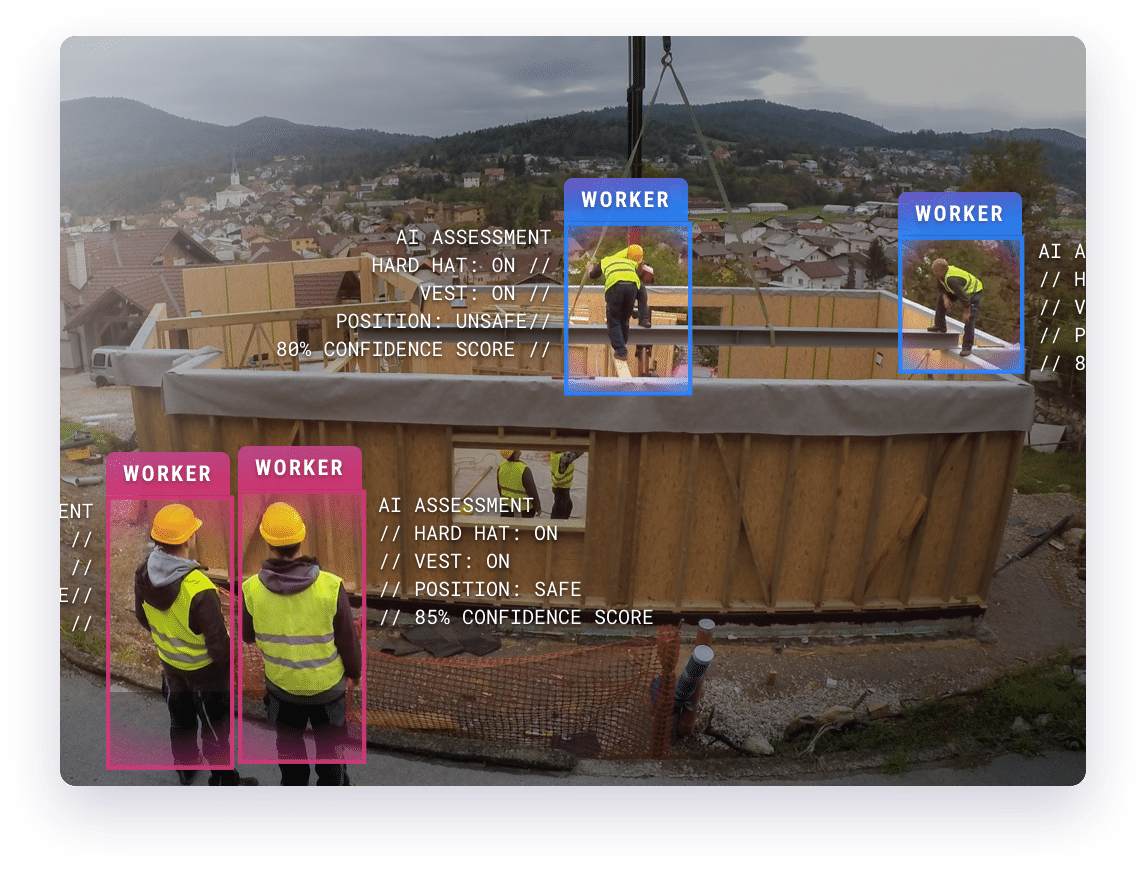 WORKER
AI ASSESSMENT
HARD HAT: ON //
VEST: ON //
POSITION: UNSAFE//
80% CONFIDENCE SCORE //
WORKER
AI A
// H
// V
// P
// 8
WORKER
ENT
//
//
E//
//
WORKER
AI ASSESSMENT
// HARD HAT: ON
// VEST: ON
// POSITION: SAFE
// 85% CONFIDENCE SCORE